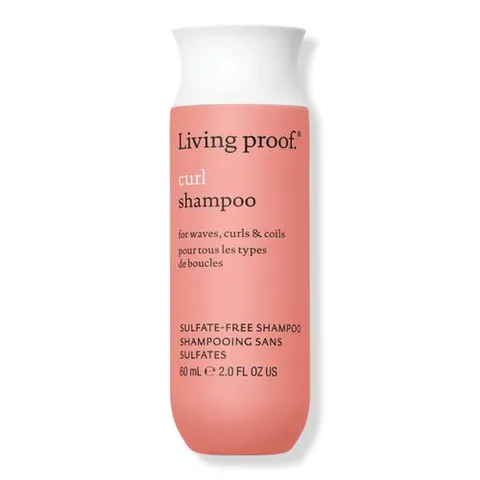 Living proof.®
curl
shampoo
for waves, curls & coils
pour tous les types
de boucles
SULFATE-FREE SHAMPOO
SHAMPOOING SANS
SULFATES
60 mL ℮ 2.0 FL OZ US